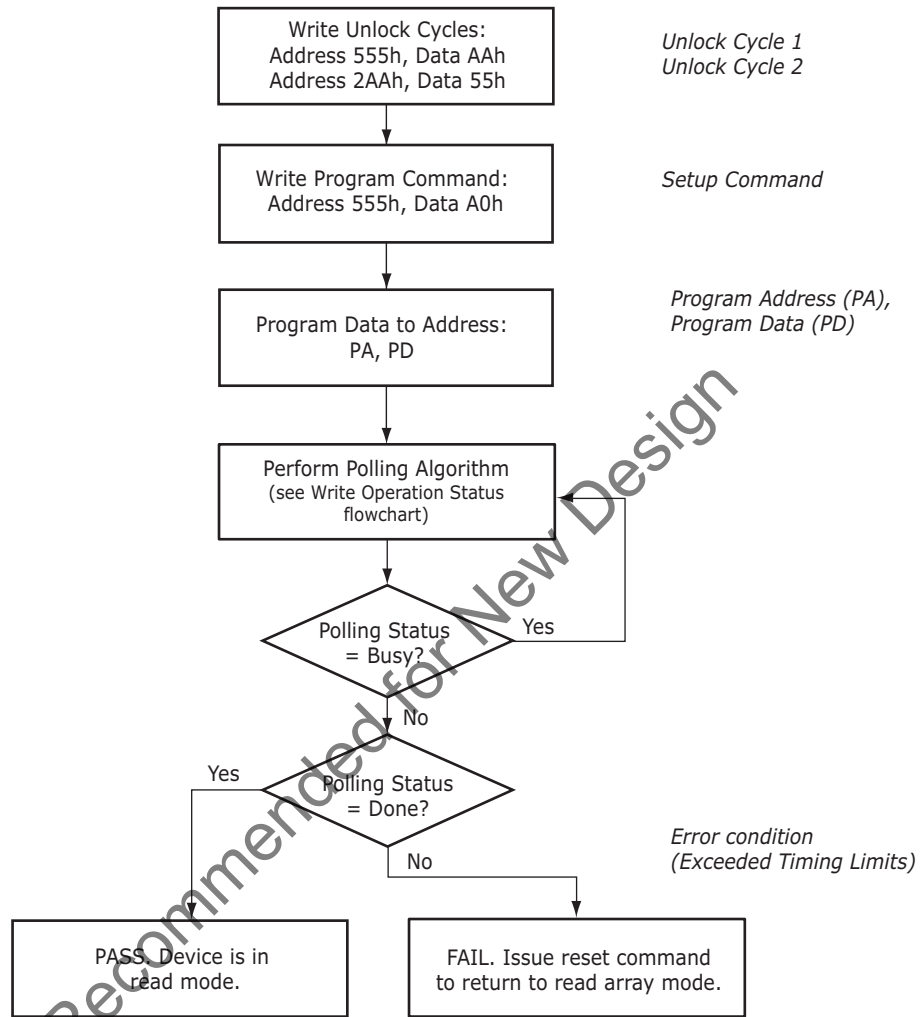 Write Unlock Cycles:
Address 555h, Data AAh
Address 2AAh, Data 55h
Unlock Cycle 1
Unlock Cycle 2
Write Program Command:
Address 555h, Data A0h
Setup Command
Program Data to Address:
PA, PD
Program Address (PA),
Program Data (PD)
Perform Polling Algorithm
(see Write Operation Status
flowchart)
Polling Status
= Busy?
Yes
No
Polling Status
= Done?
Yes
No
Error condition
(Exceeded Timing Limits)
PASS. Device is in
read mode.
FAIL. Issue reset command
to return to read array mode.
Recommended for New Design